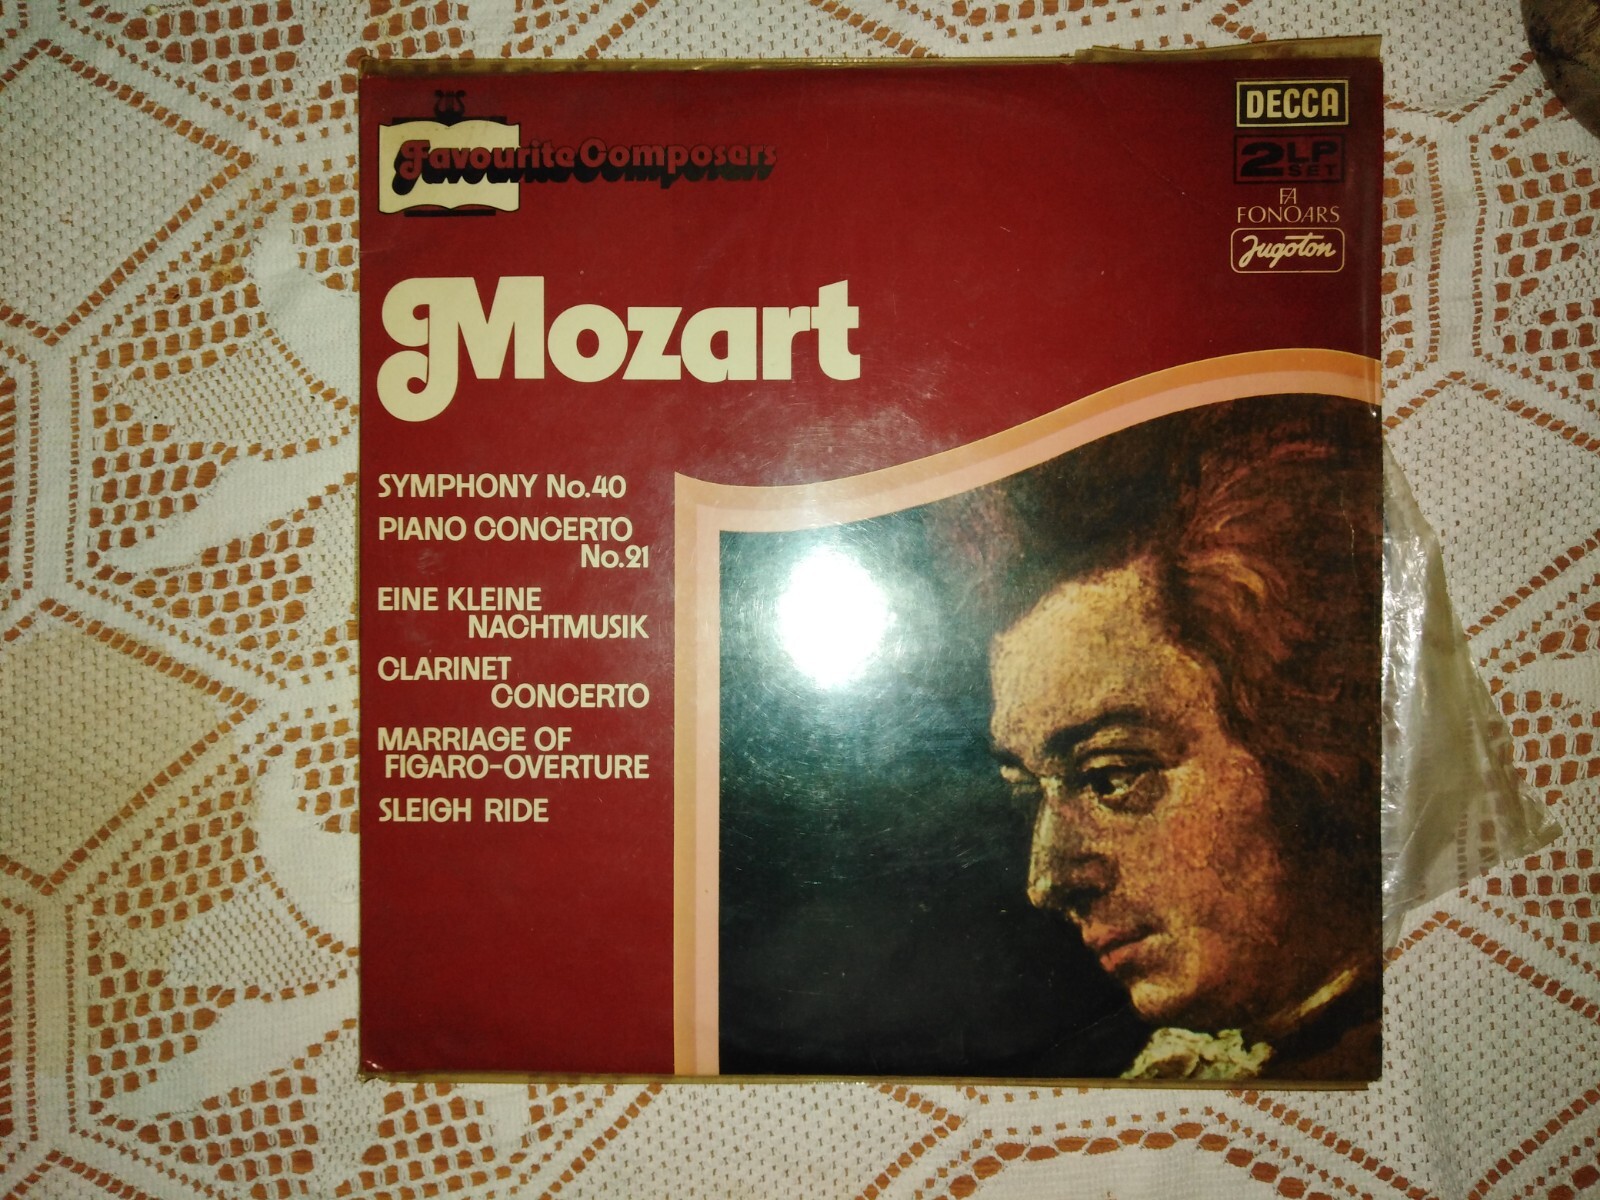 Favourite Composers
DECCA
2 LP SET
FA
FONOARS
Jugoton
Mozart
SYMPHONY No.40
PIANO CONCERTO
No.21
EINE KLEINE
NACHTMUSIK
CLARINET
CONCERTO
MARRIAGE OF
FIGARO-OVERTURE
SLEIGH RIDE